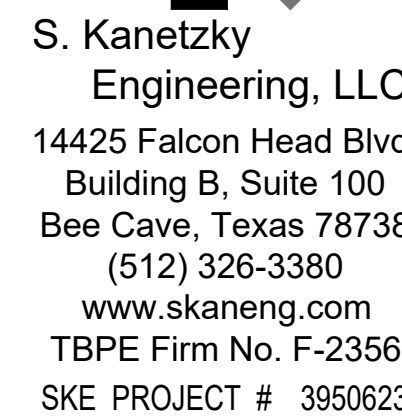 S. Kanetzky
Engineering, LLC
14425 Falcon Head Blvd
Building B, Suite 100
Bee Cave, Texas 78738
(512) 326-3380
www.skaneng.com
TBPE Firm No. F-2356
SKE PROJECT # 3950623